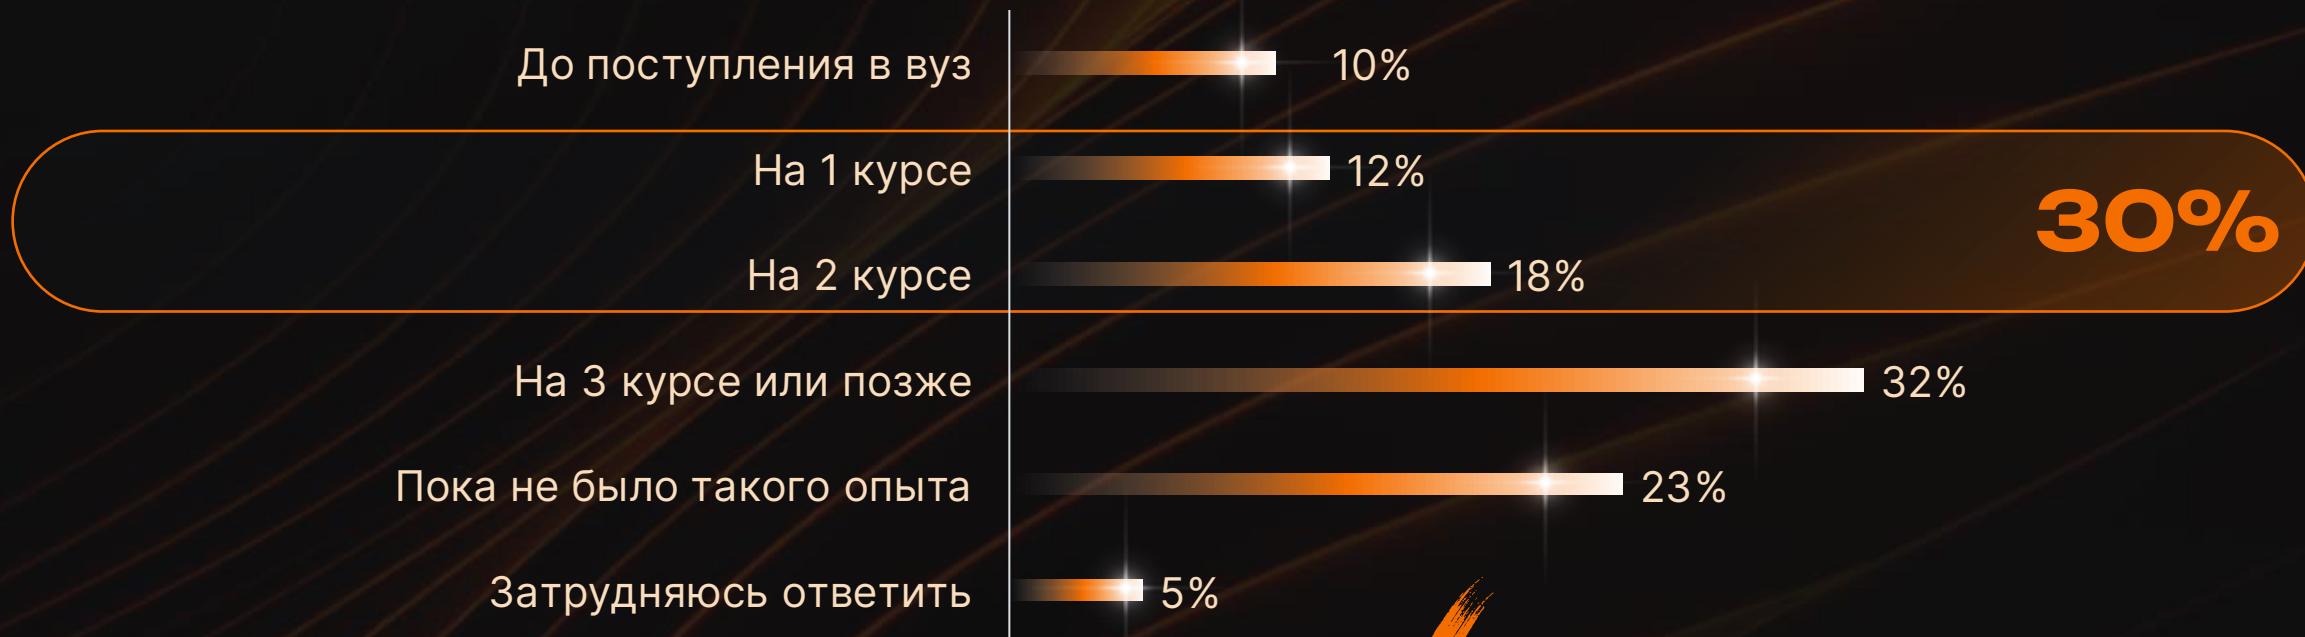 До поступления в вуз 10%
На 1 курсе 12%
30%
На 2 курсе 18%
На 3 курсе или позже 32%
Пока не было такого опыта 23%
Затрудняюсь ответить 5%